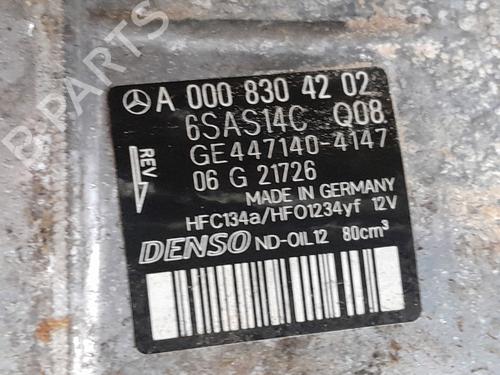 B PARTS
A 000 830 42 02
6SAS14C Q08.
GE447140-4147
06 G 21726
REV
MADE IN GERMANY
HFC134a/HFO1234yf 12V
DENSO ND-OIL12 80cm³